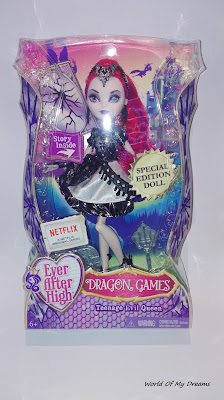 Story
Inside
SPECIAL
EDITION
DOLL
NETFLIX
Ever
After
High
DRAGON GAMES
Teenage Evil Queen
6+
WARNING:
World Of My Dreams